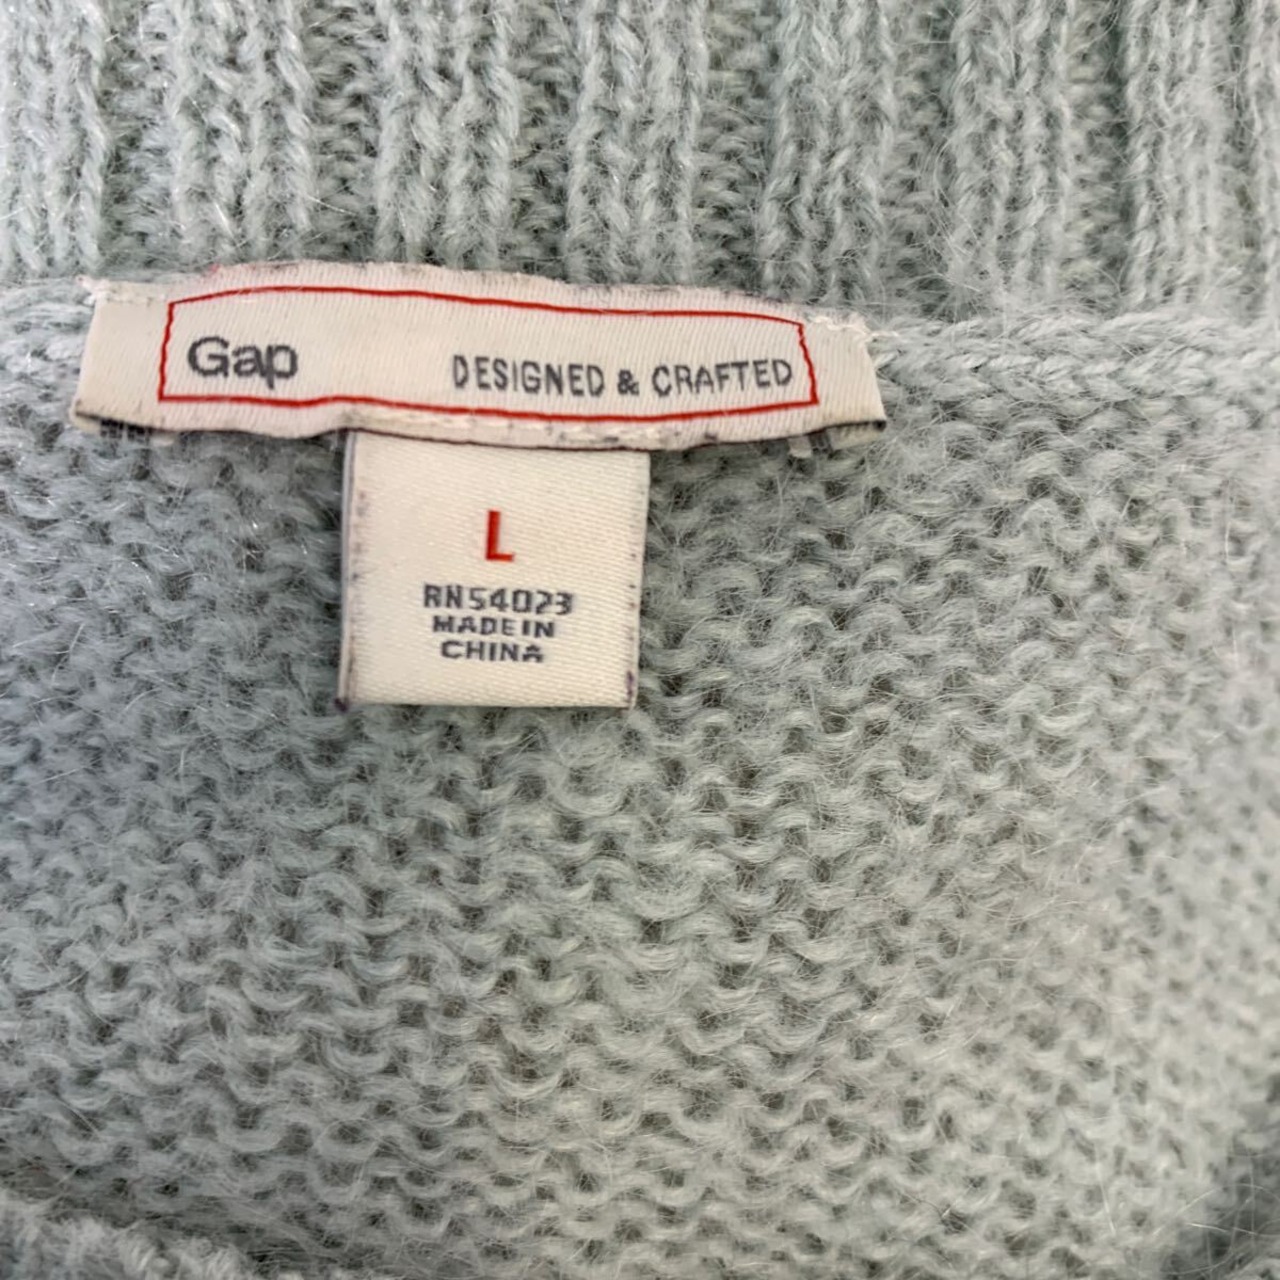 Gap DESIGNED & CRAFTED
L
RN54023
MADE IN
CHINA